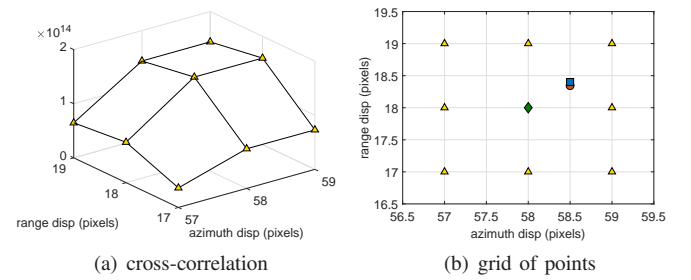 ×10^14
2
1
0
19
18
17
57
58
59
range disp (pixels)
azimuth disp (pixels)
(a) cross-correlation
19.5
19
18.5
18
17.5
17
16.5
56.5 57 57.5 58 58.5 59 59.5
range disp (pixels)
azimuth disp (pixels)
(b) grid of points